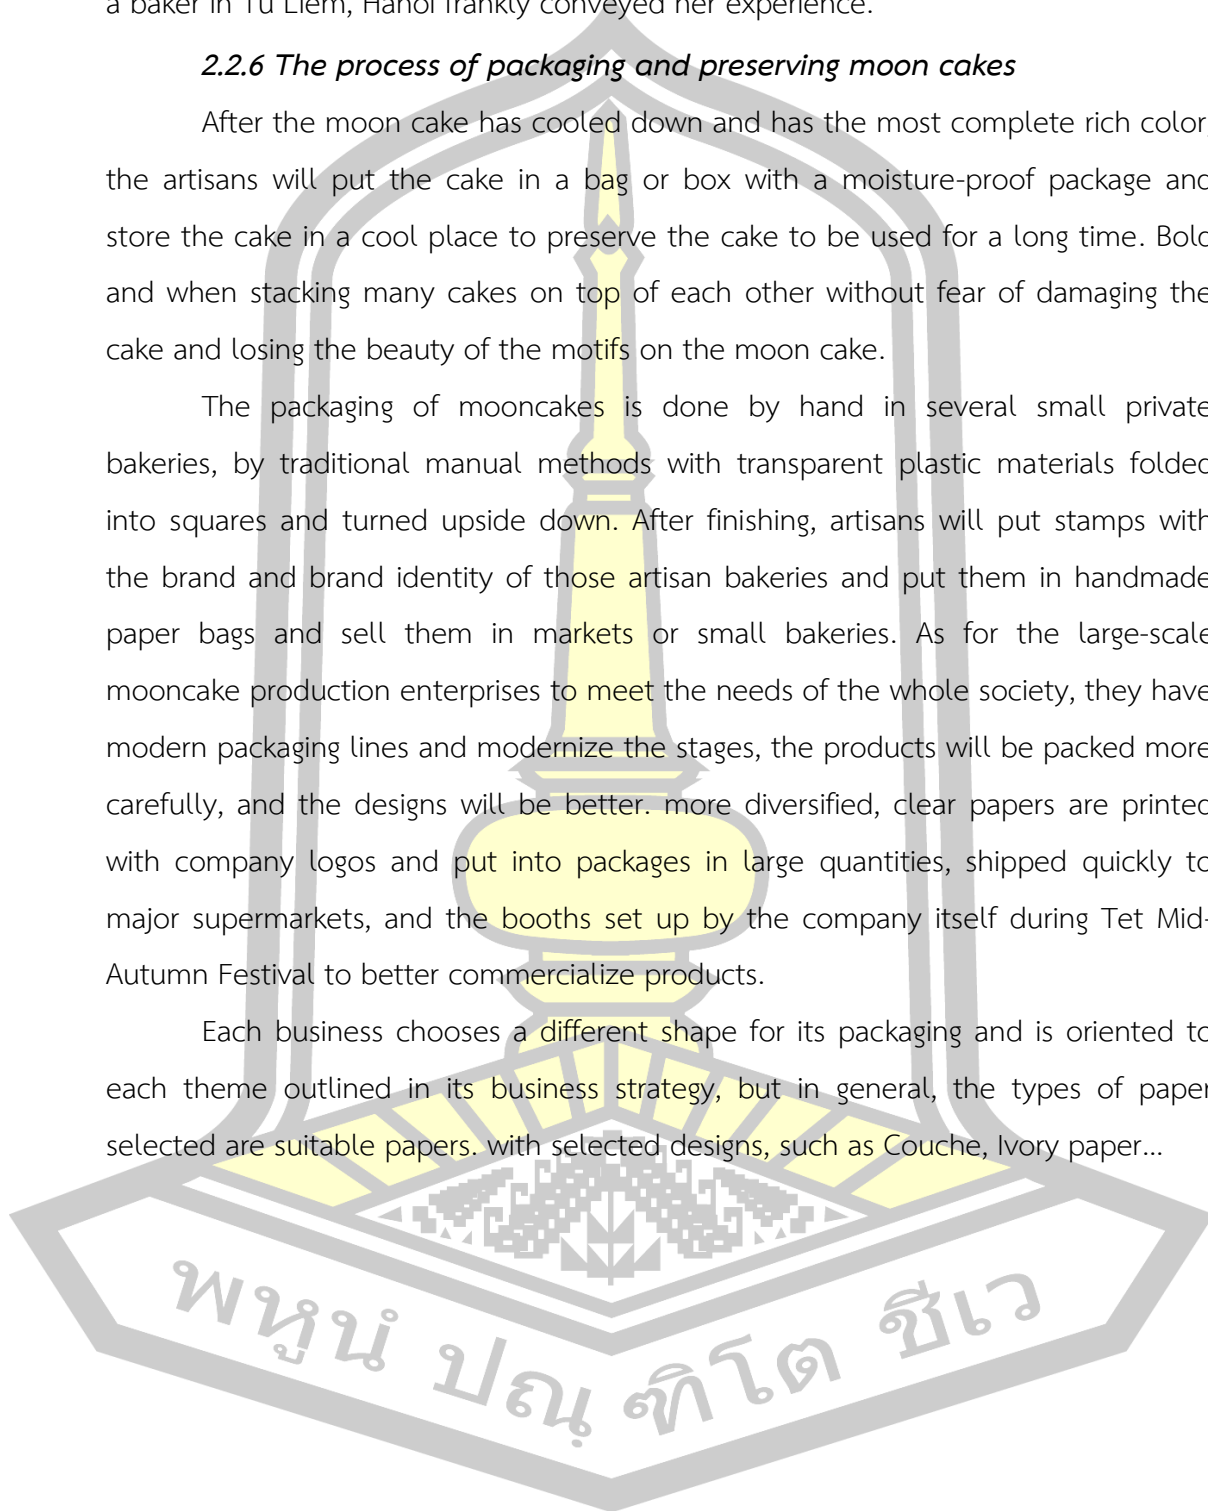 a baker in Tu Liem, Hanoi frankly conveyed her experience.
2.2.6 The process of packaging and preserving moon cakes
After the moon cake has cooled down and has the most complete rich color,
the artisans will put the cake in a bag or box with a moisture-proof package and
store the cake in a cool place to preserve the cake to be used for a long time. Bold
and when stacking many cakes on top of each other without fear of damaging the
cake and losing the beauty of the motifs on the moon cake.
The packaging of mooncakes is done by hand in several small private
bakeries, by traditional manual methods with transparent plastic materials folded
into squares and turned upside down. After finishing, artisans will put stamps with
the brand and brand identity of those artisan bakeries and put them in handmade
paper bags and sell them in markets or small bakeries. As for the large-scale
mooncake production enterprises to meet the needs of the whole society, they have
modern packaging lines and modernize the stages, the products will be packed more
carefully, and the designs will be better. more diversified, clear papers are printed
with company logos and put into packages in large quantities, shipped quickly to
major supermarkets, and the booths set up by the company itself during Tet Mid-
Autumn Festival to better commercialize products.
Each business chooses a different shape for its packaging and is oriented to
each theme outlined in its business strategy, but in general, the types of paper
selected are suitable papers. with selected designs, such as Couche, Ivory paper...
พหูนํ ปณฺฑิโต ชีเว